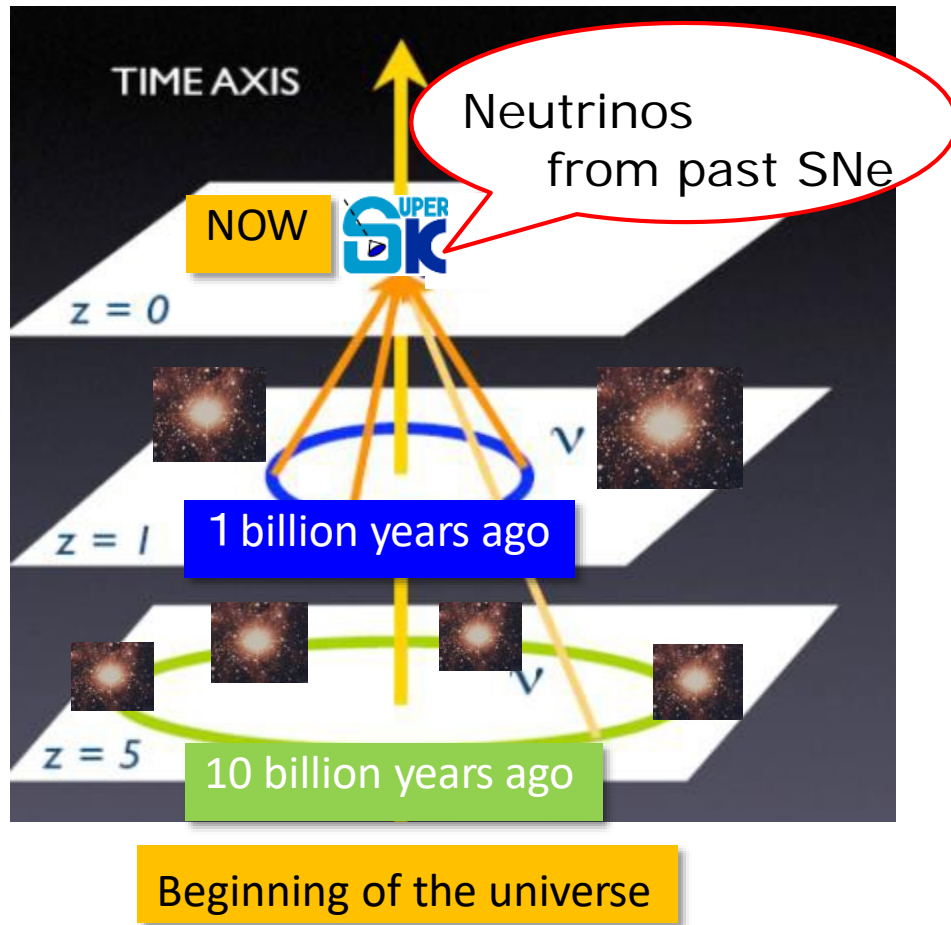 TIME AXIS
Neutrinos
from past SNe
NOW
SUPER
K
z = 0
ν
1 billion years ago
z = 1
ν
z = 5
10 billion years ago
Beginning of the universe